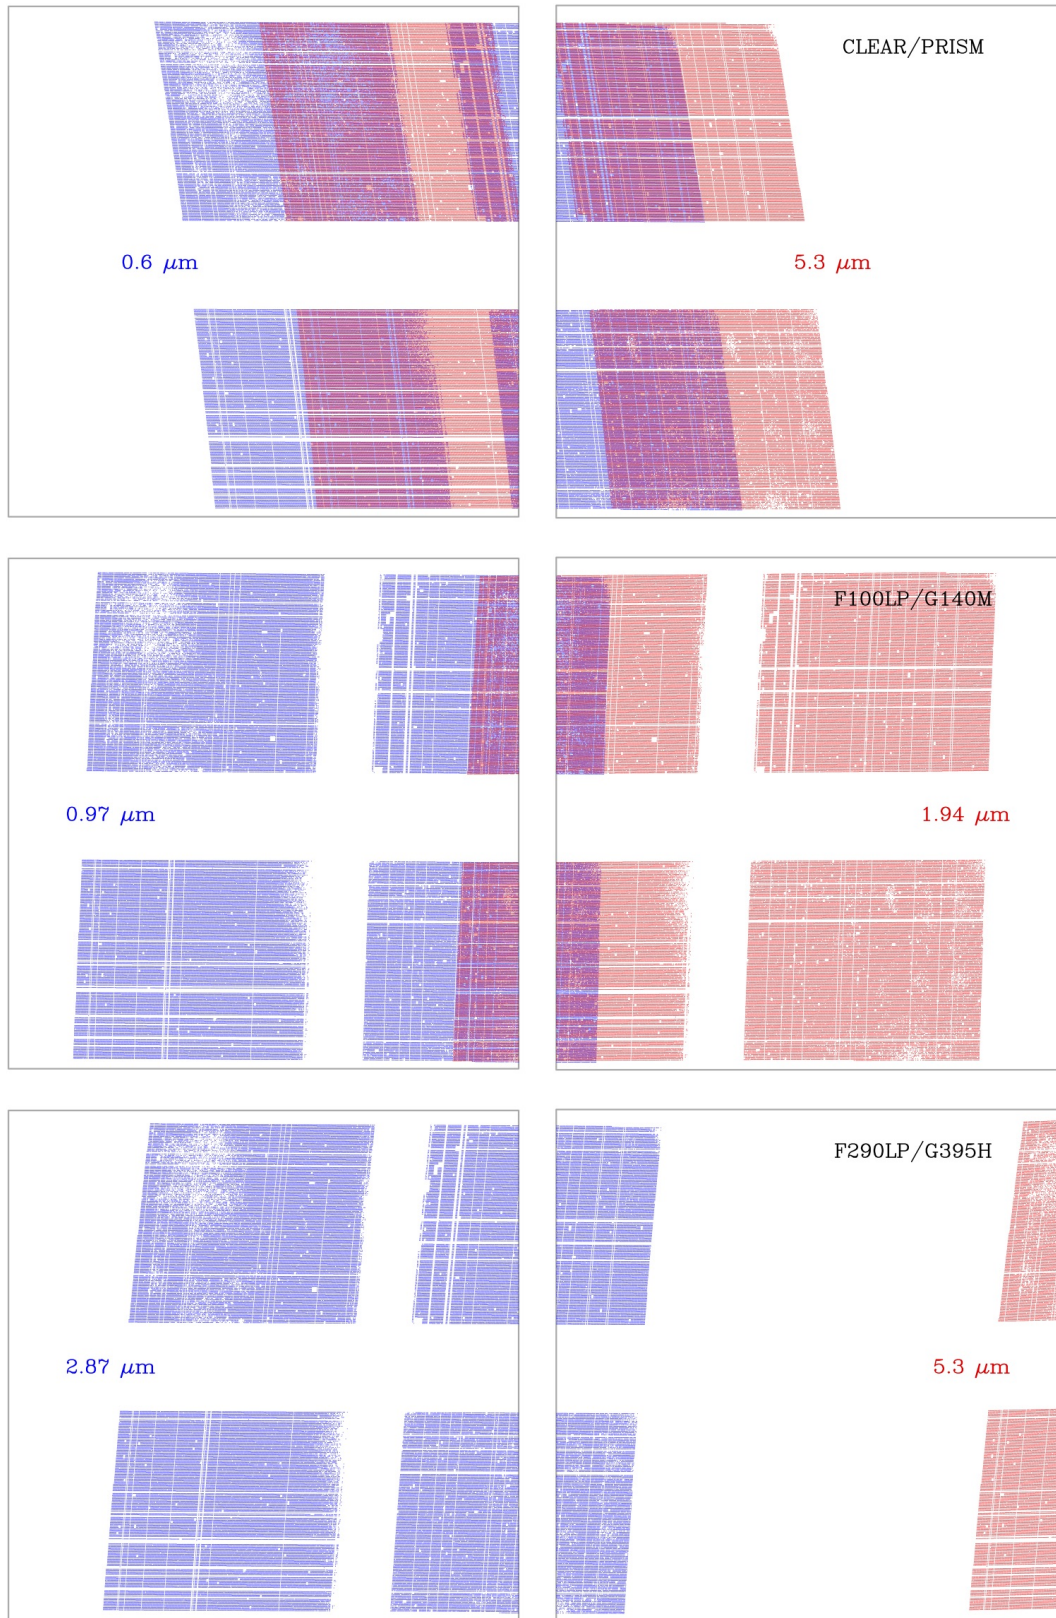 CLEAR/PRISM
0.6 μm
5.3 μm
F100LP/G140M
0.97 μm
1.94 μm
F290LP/G395H
2.87 μm
5.3 μm